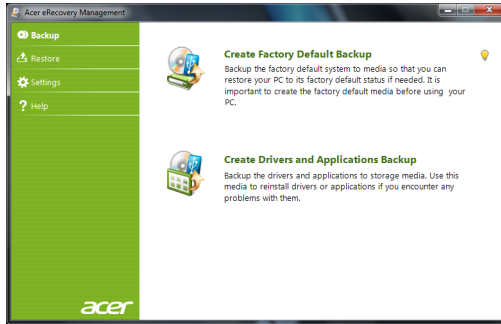 Acer eRecovery Management
Backup
Restore
Settings
? Help
Create Factory Default Backup
Backup the factory default system to media so that you can
restore your PC to its factory default status if needed. It is
important to create the factory default media before using your
PC.
Create Drivers and Applications Backup
Backup the drivers and applications to storage media. Use this
media to reinstall drivers or applications if you encounter any
problems with them.
acer